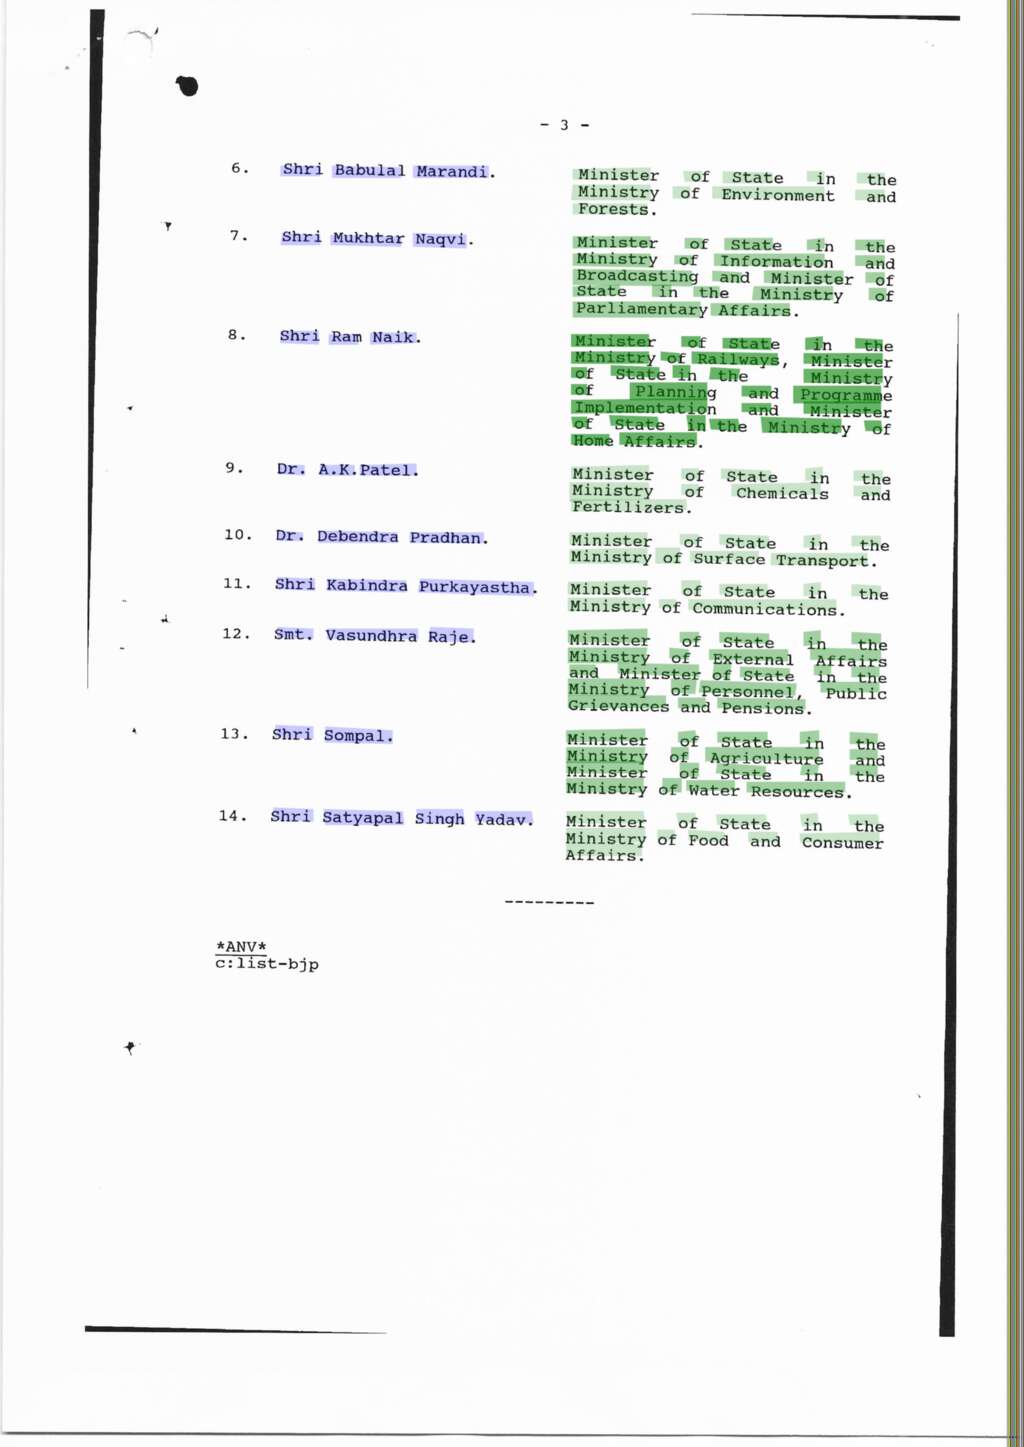 - 3 -
6. Shri Babulal Marandi. Minister of State in the
Ministry of Environment and
Forests.
7. Shri Mukhtar Naqvi. Minister of State in the
Ministry of Information and
Broadcasting and Minister of
State in the Ministry of
Parliamentary Affairs.
8. Shri Ram Naik. Minister of State in the
Ministry of Railways, Minister
of State in the Ministry
of Planning and Programme
Implementation and Minister
of State in the Ministry of
Home Affairs.
9. Dr. A.K.Patel. Minister of State in the
Ministry of Chemicals and
Fertilizers.
10. Dr. Debendra Pradhan. Minister of State in the
Ministry of Surface Transport.
11. Shri Kabindra Purkayastha. Minister of State in the
Ministry of Communications.
12. Smt. Vasundhra Raje. Minister of State in the
Ministry of External Affairs
and Minister of State in the
Ministry of Personnel, Public
Grievances and Pensions.
13. Shri Sompal. Minister of State in the
Ministry of Agriculture and
Minister of State in the
Ministry of Water Resources.
14. Shri Satyapal Singh Yadav. Minister of State in the
Ministry of Food and Consumer
Affairs.
---------
*ANV*
c:list-bjp